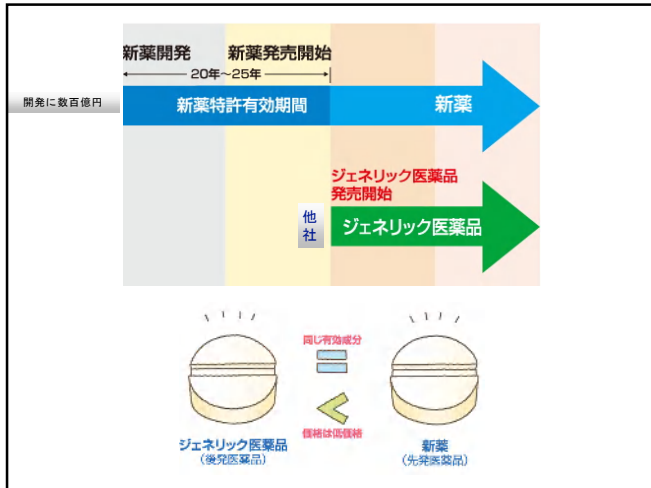 新薬開発 新薬発売開始
20年～25年
開発に数百億円
新薬特許有効期間 新薬
ジェネリック医薬品
発売開始
他
社
ジェネリック医薬品
同じ有効成分
価格は低価格
ジェネリック医薬品
(後発医薬品)
新薬
(先発医薬品)